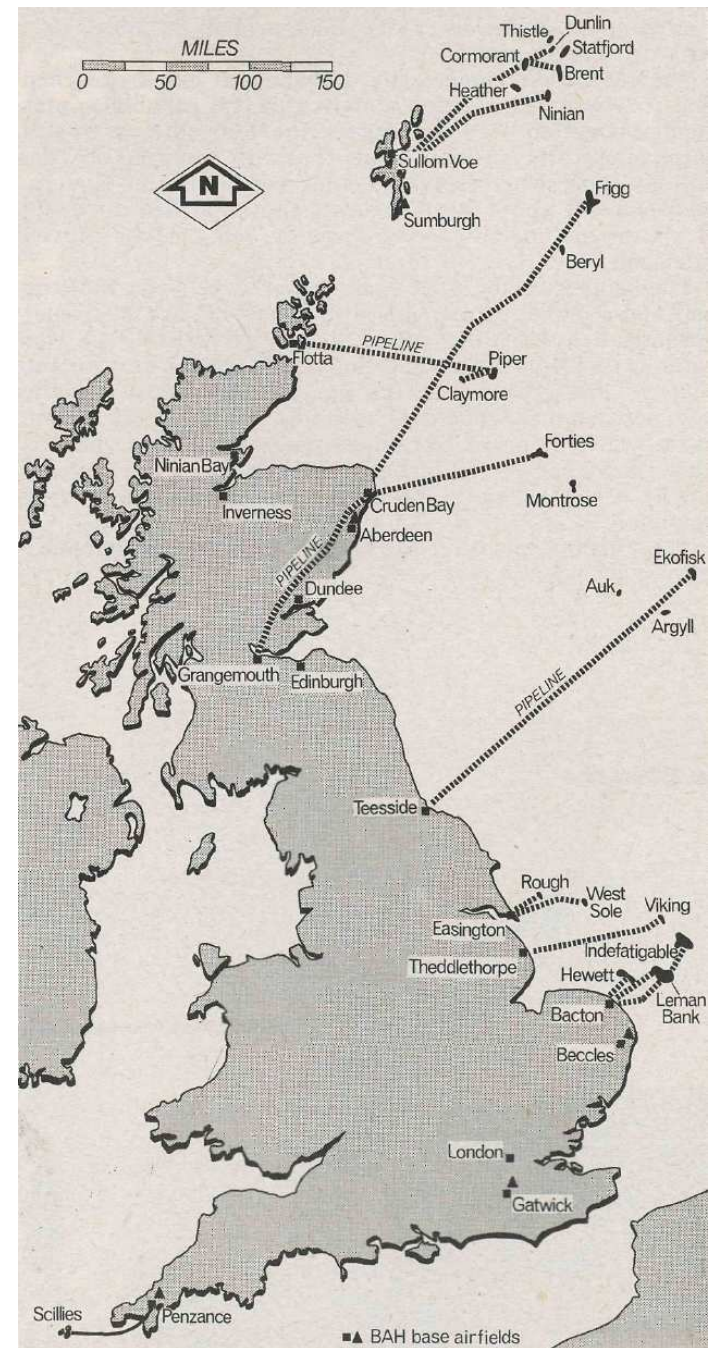 MILES
0 50 100 150
N
Thistle
Dunlin
Cormorant
Statfjord
Brent
Heather
Ninian
Sullom Voe
Sumburgh
Frigg
Beryl
PIPELINE
Flotta
Piper
Claymore
Ninian Bay
Forties
Inverness
Cruden Bay
Montrose
Aberdeen
PIPELINE
Ekofisk
Dundee
Auk
Argyll
Grangemouth
Edinburgh
PIPELINE
Teesside
Rough
West
Sole
Viking
Easington
Indefatigable
Theddlethorpe
Hewett
Leman
Bank
Bacton
Beccles
London
Gatwick
Scillies
Penzance
BAH base airfields